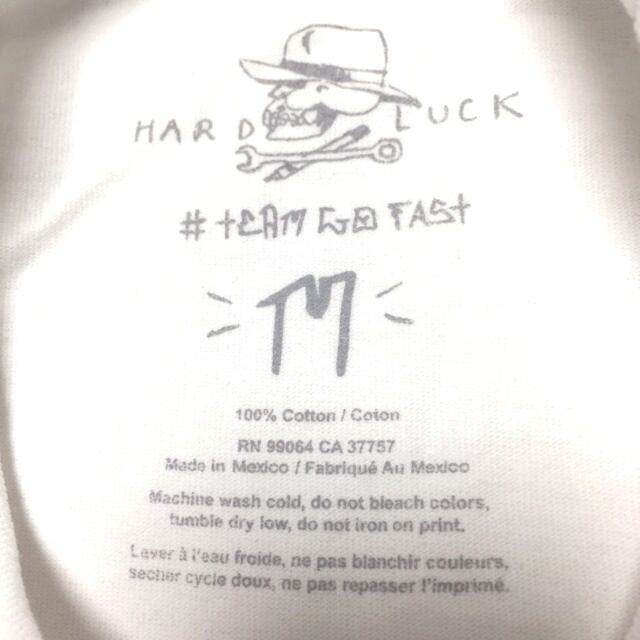 HARD LUCK
#tEAM GO FASt
M
100% Cotton / Coton
RN 99064 CA 37757
Made in Mexico / Fabriqué Au Mexico
Machine wash cold, do not bleach colors,
tumble dry low, do not iron on print.
Laver à l'eau froide, ne pas blanchir couleurs,
secher cycle doux, ne pas repasser l'imprimé.